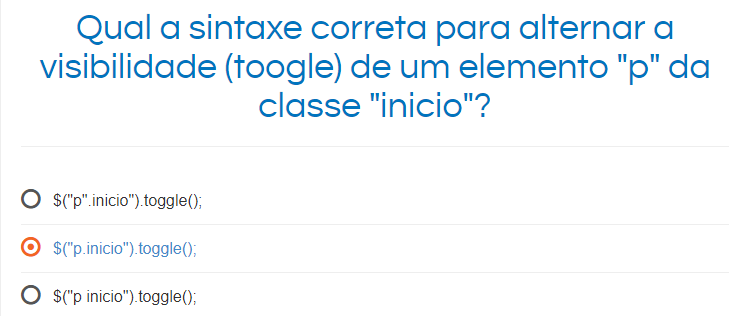 Qual a sintaxe correta para alternar a
visibilidade (toogle) de um elemento "p" da
classe "inicio"?
$("p".inicio").toggle();
$("p.inicio").toggle();
$("p inicio").toggle();